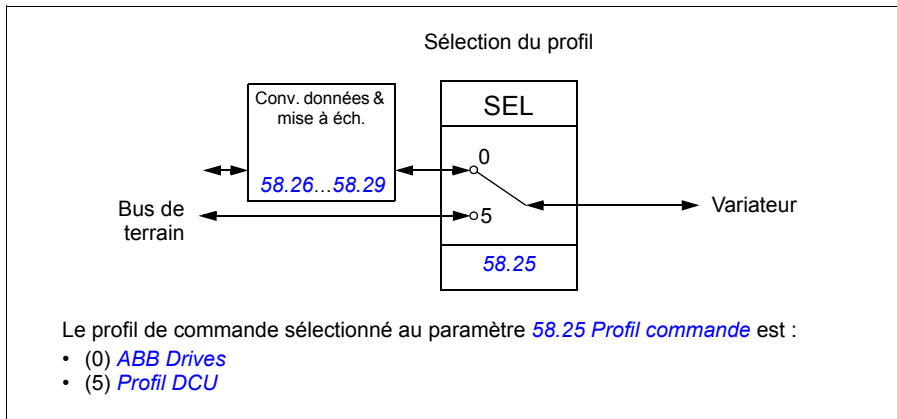 Sélection du profil
Conv. données &
mise à éch.
58.26...58.29
SEL
0
5
58.25
Bus de
terrain
Variateur
Le profil de commande sélectionné au paramètre 58.25 Profil commande est :
• (0) ABB Drives
• (5) Profil DCU